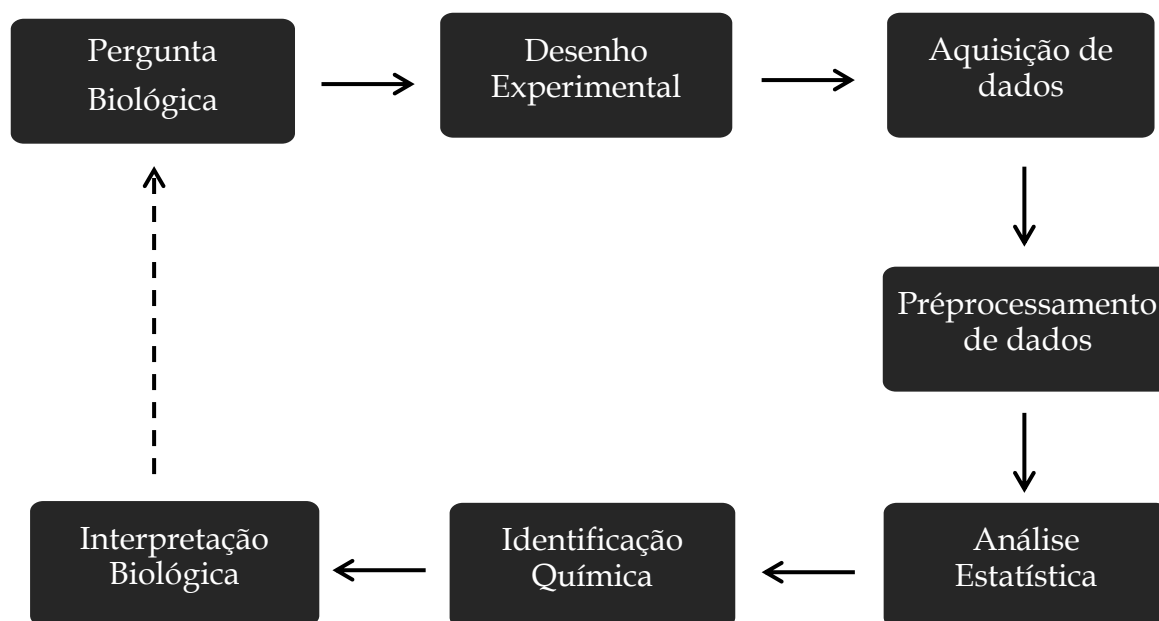 Pergunta
Biológica
Desenho
Experimental
Aquisição de
dados
Préprocessamento
de dados
Análise
Estatística
Identificação
Química
Interpretação
Biológica